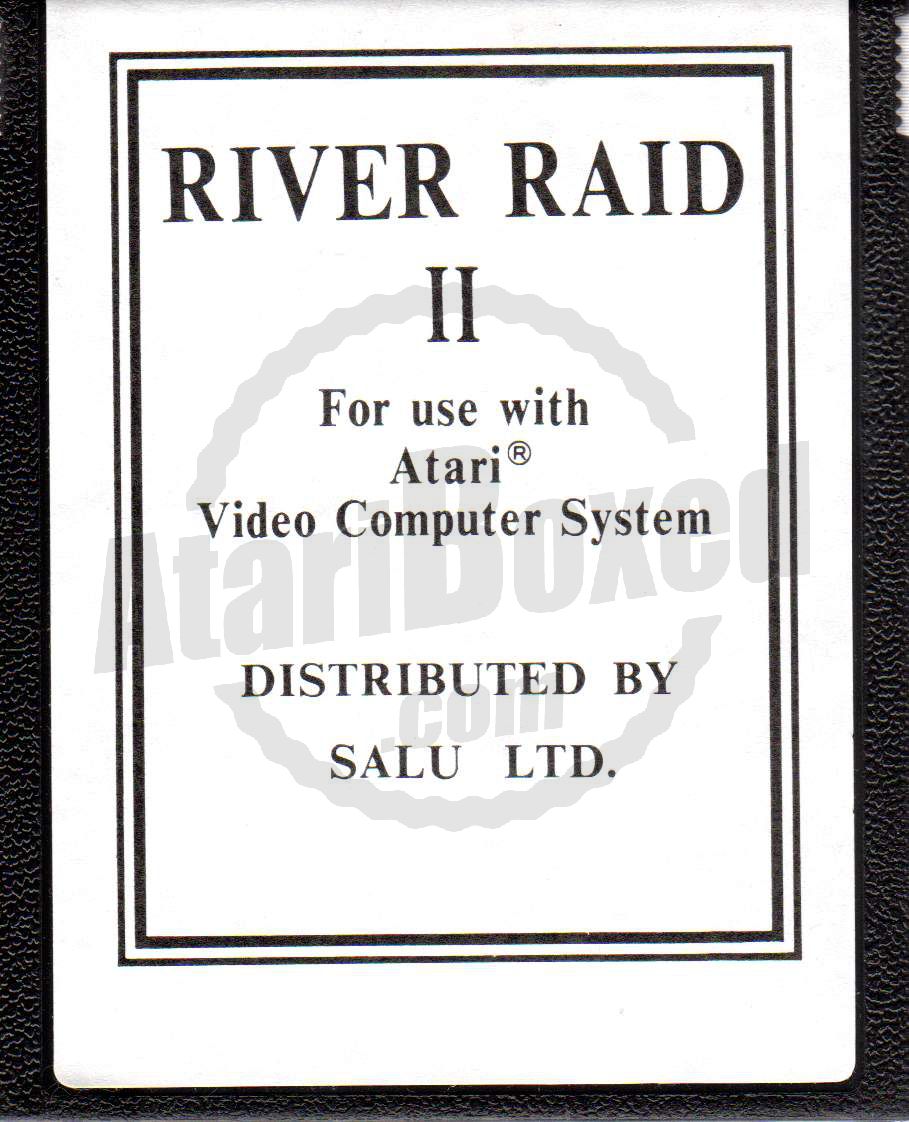 RIVER RAID
II
For use with
Atari®
Video Computer System
AtariBoxed
.com
DISTRIBUTED BY
SALU LTD.